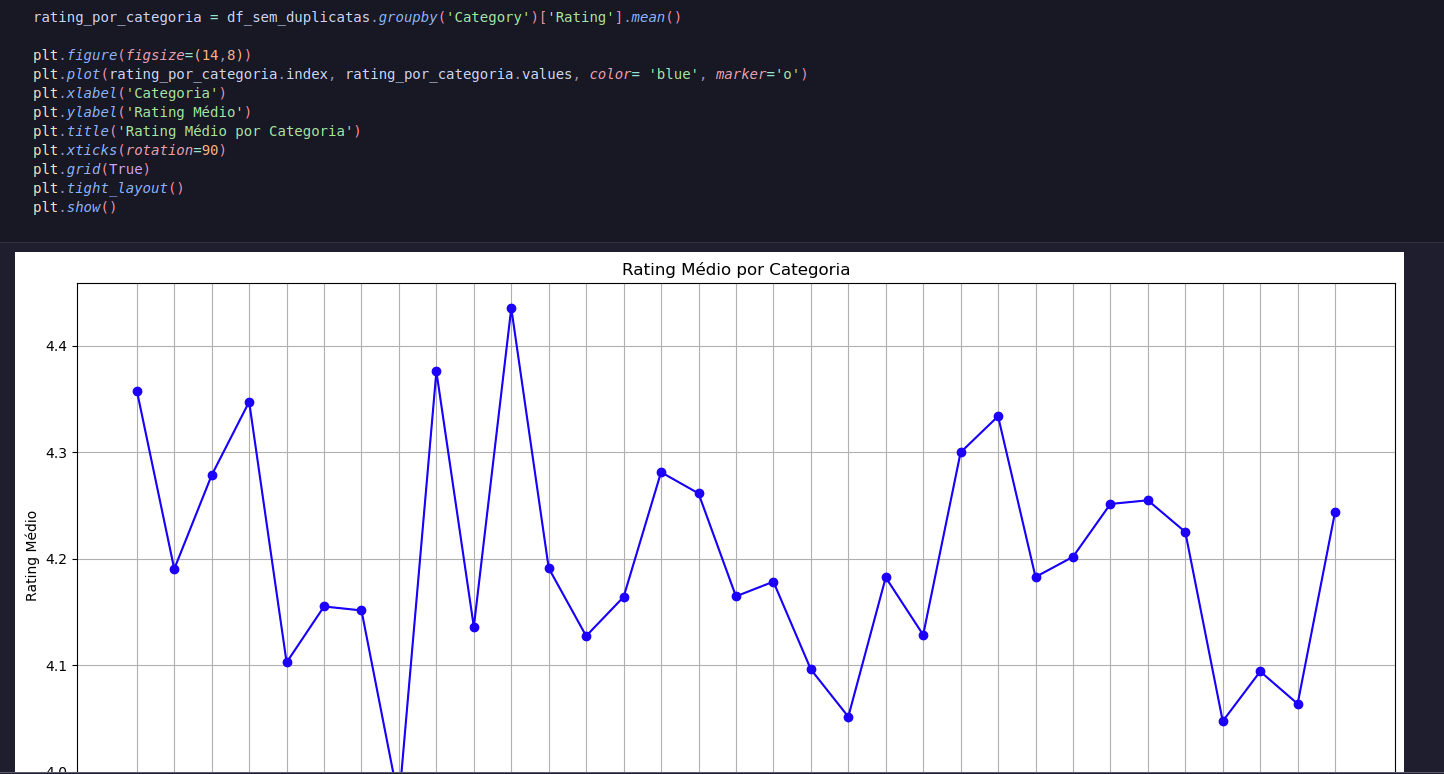 rating_por_categoria = df_sem_duplicatas.groupby('Category')['Rating'].mean()
plt.figure(figsize=(14,8))
plt.plot(rating_por_categoria.index, rating_por_categoria.values, color= 'blue', marker='o')
plt.xlabel('Categoria')
plt.ylabel('Rating Médio')
plt.title('Rating Médio por Categoria')
plt.xticks(rotation=90)
plt.grid(True)
plt.tight_layout()
plt.show()
Rating Médio por Categoria
4.4
4.3
4.2
4.1
4.0
Rating Médio